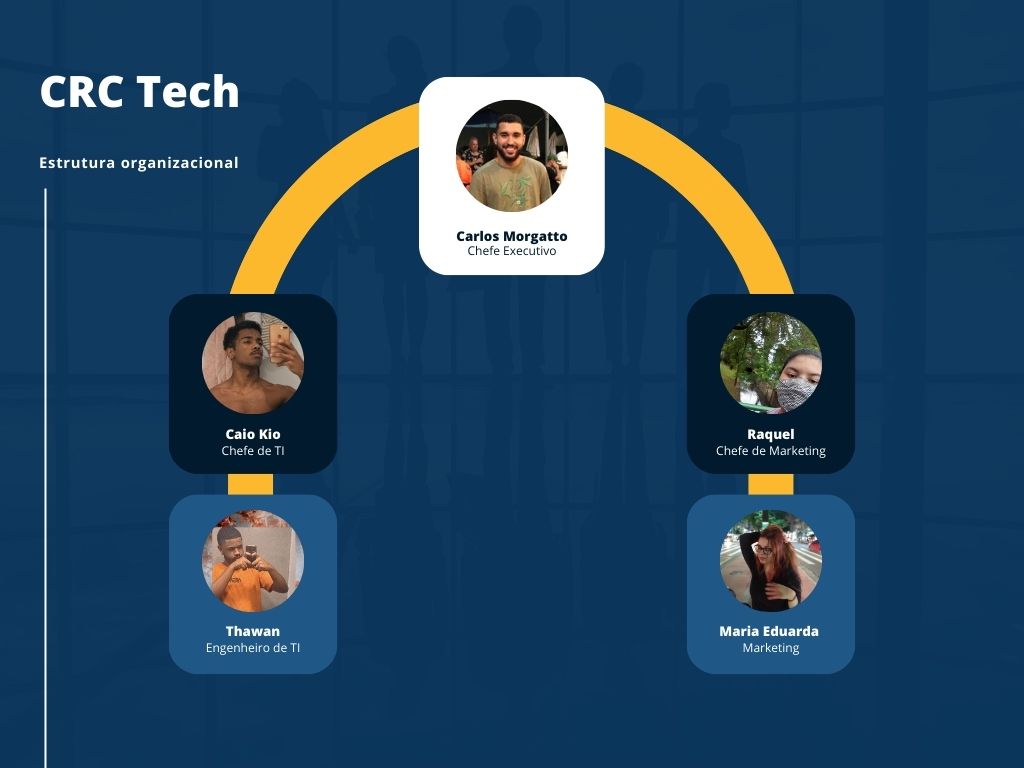 CRC Tech
Estrutura organizacional
Carlos Morgatto
Chefe Executivo
Caio Kio
Chefe de TI
Raquel
Chefe de Marketing
Thawan
Engenheiro de TI
Maria Eduarda
Marketing